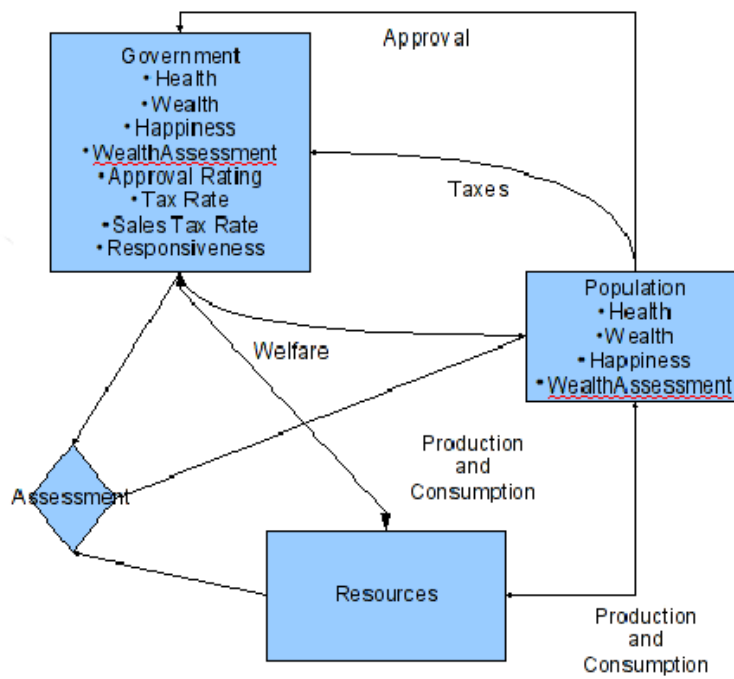 Approval
Government
• Health
• Wealth
• Happiness
• WealthAssessment
• Approval Rating
• Tax Rate
• Sales Tax Rate
• Responsiveness
Taxes
Population
• Health
• Wealth
• Happiness
• WealthAssessment
Welfare
Production
and
Consumption
Assessment
Resources
Production
and
Consumption